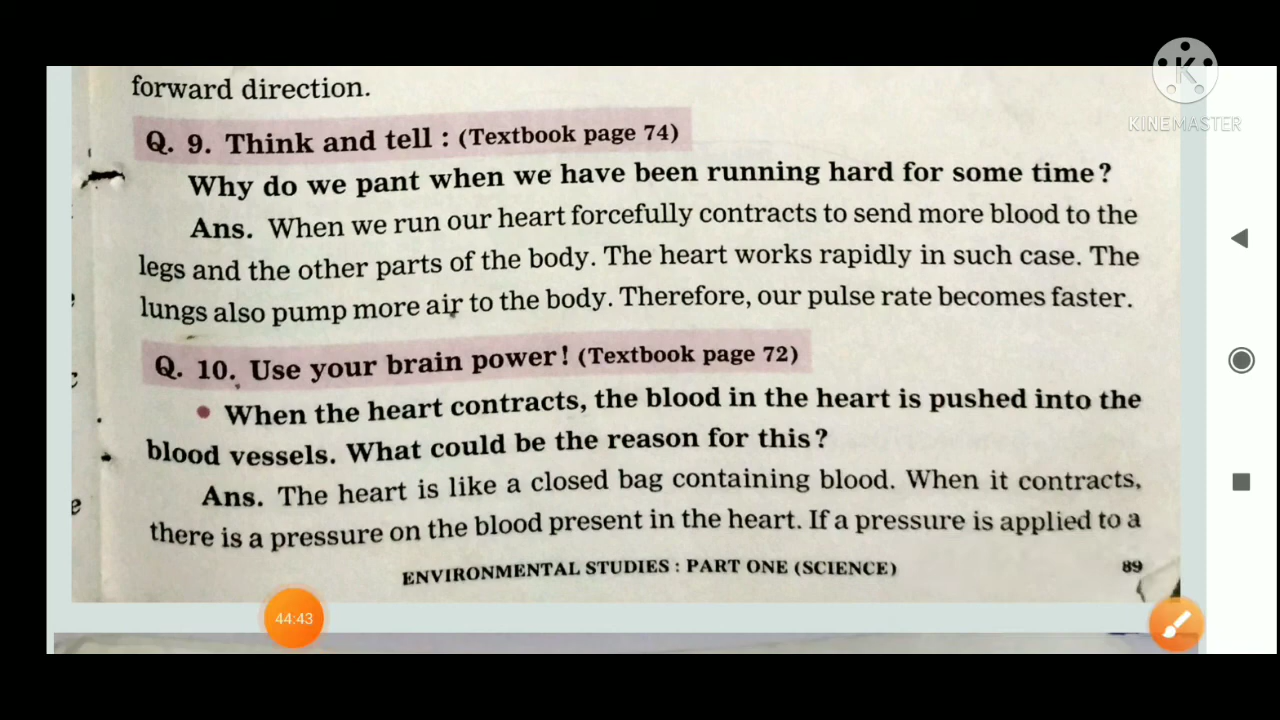 KINEMASTER
forward direction.
Q. 9. Think and tell : (Textbook page 74)
Why do we pant when we have been running hard for some time?
Ans. When we run our heart forcefully contracts to send more blood to the
legs and the other parts of the body. The heart works rapidly in such case. The
lungs also pump more air to the body. Therefore, our pulse rate becomes faster.
Q. 10. Use your brain power! (Textbook page 72)
• When the heart contracts, the blood in the heart is pushed into the
blood vessels. What could be the reason for this?
Ans. The heart is like a closed bag containing blood. When it contracts,
there is a pressure on the blood present in the heart. If a pressure is applied to a
ENVIRONMENTAL STUDIES : PART ONE (SCIENCE) 89
44:43